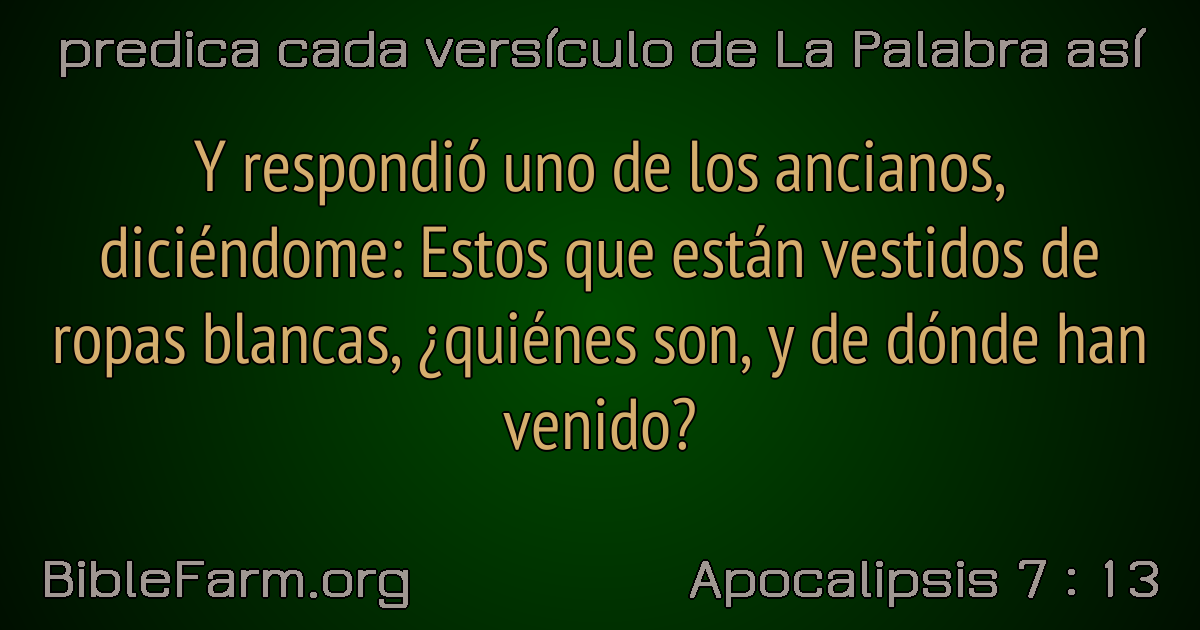 predica cada versículo de La Palabra así
Y respondió uno de los ancianos,
diciéndome: Estos que están vestidos de
ropas blancas, ¿quiénes son, y de dónde han
venido?
BibleFarm.org
Apocalipsis 7 : 13